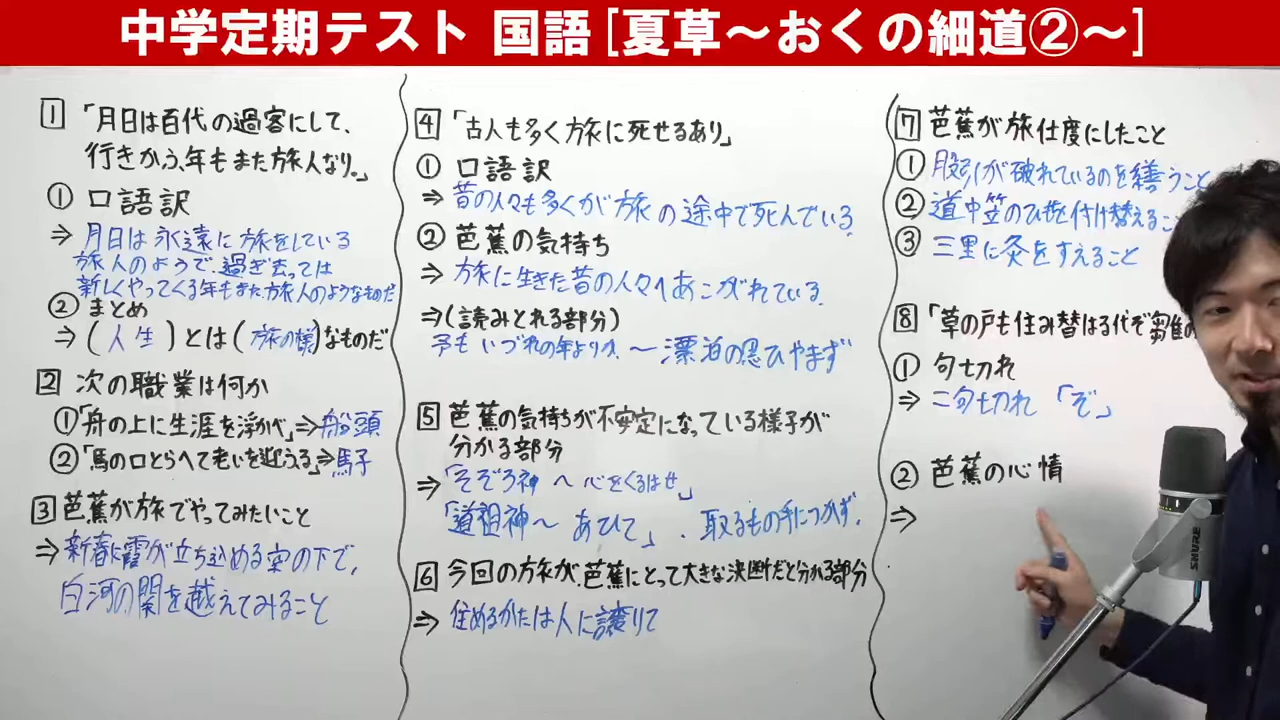 中学定期テスト 国語[夏草〜おくの細道②〜]
1 「月日は百代の過客にして、
行きかふ年もまた旅人なり。」
① 口語訳
⇒ 月日は永遠に旅をしている
旅人のようで、過ぎ去っては
新しくやってくる年もまた、旅人のようなものだ
② まとめ
⇒(人生)とは(旅の様)なものだ
2 次の職業は何か
①「舟の上に生涯を浮かべ」⇒船頭
②「馬の口とらへて老いを迎うる」⇒馬子
3 芭蕉が旅でやってみたいこと
⇒新春に霞が立ち込める空の下で、
白河の関を越えてみること
4 「古人も多く旅に死せるあり」
① 口語訳
⇒ 昔の人々も多くが旅の途中で死んでいる
② 芭蕉の気持ち
⇒ 旅に生きた昔の人々へあこがれている
⇒(読みとれる部分)
予もいづれの年よりか、〜漂泊の思ひやまず
5 芭蕉の気持ちが不安定になっている様子が
分かる部分
⇒「そぞろ神〜心をくるはせ」
「道祖神〜あひて」、取るもの手につかず。
6 今回の旅が、芭蕉にとって大きな決断だと分かる部分
⇒ 住めるかたは人に譲りて
7 芭蕉が旅仕度にしたこと
① 股引が破れているのを繕うこと
② 道中笠のひもを付け替えるこ
③ 三里に灸をすえること
8 「草の戸も住み替はる代ぞ雛の
① 句切れ
⇒ 二句切れ「ぞ」
② 芭蕉の心情
⇒
SHURE